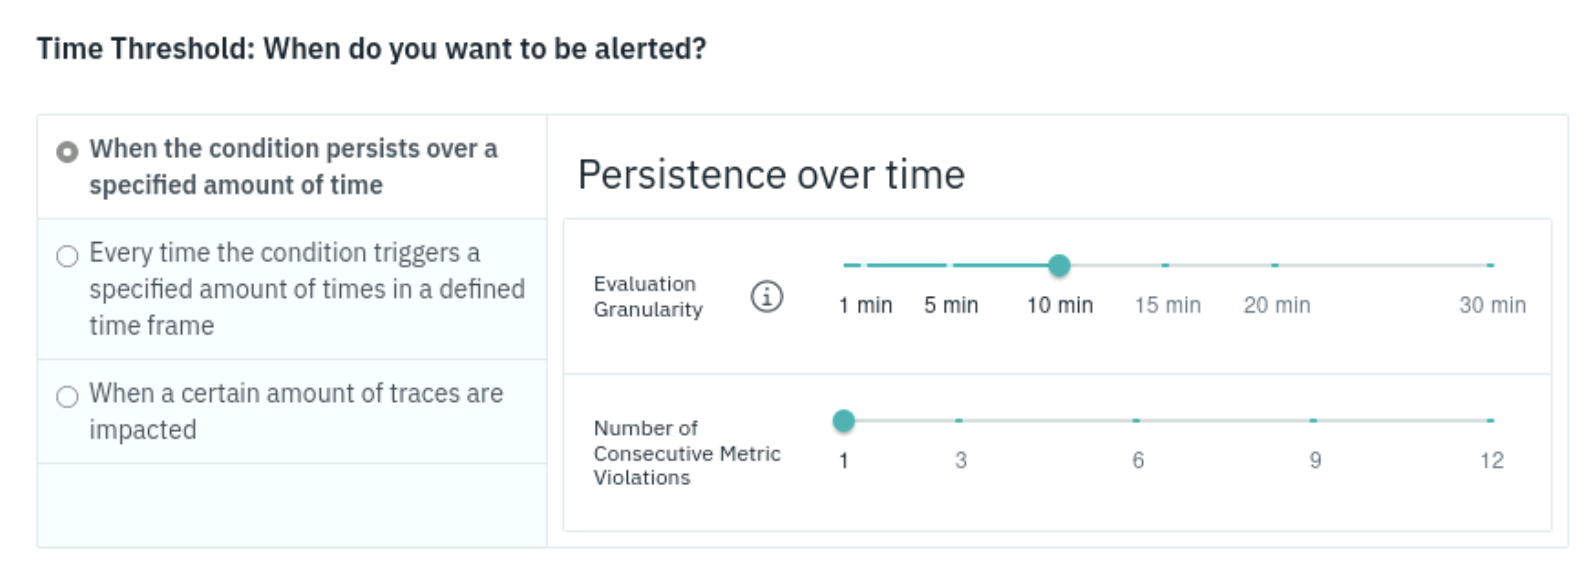 Time Threshold: When do you want to be alerted?
When the condition persists over a
specified amount of time
Every time the condition triggers a
specified amount of times in a defined
time frame
When a certain amount of traces are
impacted
Persistence over time
Evaluation
Granularity
1 min 5 min 10 min 15 min 20 min 30 min
Number of
Consecutive Metric
Violations
1 3 6 9 12